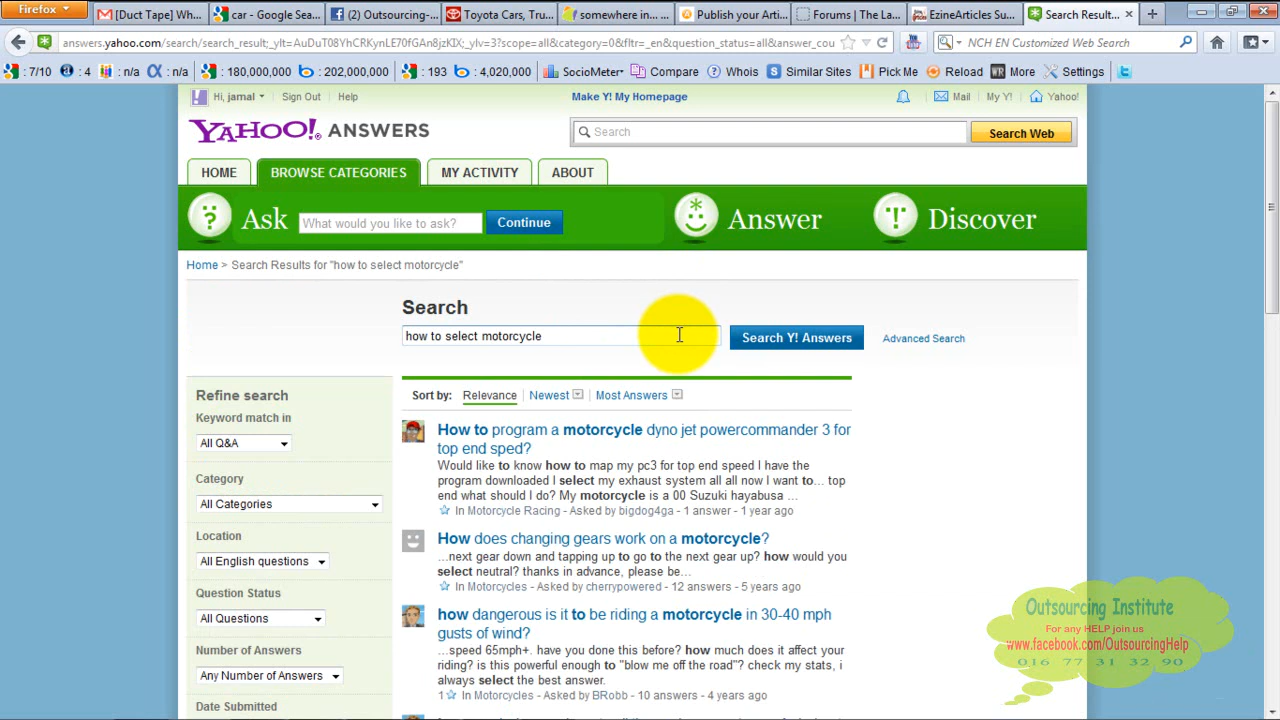 Firefox
[Duct Tape] Wh...
car - Google Sea...
(2) Outsourcing-...
Toyota Cars, Tru...
somewhere in...
Publish your Arti...
Forums | The La...
EzineArticles Su...
Search Result...
answers.yahoo.com/search/search_result;_ylt=AuDuT08YhCRKynLE70fGAn8jzKIX;_ylv=3?scope=all&category=0&fltr=_en&question_status=all&answer_cou
NCH EN Customized Web Search
: 7/10 : 4 : n/a : n/a : 180,000,000 : 202,000,000 : 193 : 4,020,000 SocioMeter Compare Whois Similar Sites Pick Me Reload More Settings
Hi, jamal Sign Out Help Make Y! My Homepage Mail My Y! Yahoo!
YAHOO! ANSWERS Search Search Web
HOME BROWSE CATEGORIES MY ACTIVITY ABOUT
Ask What would you like to ask? Continue Answer Discover
Home > Search Results for "how to select motorcycle"
Search
how to select motorcycle Search Y! Answers Advanced Search
Refine search
Keyword match in
All Q&A
Category
All Categories
Location
All English questions
Question Status
All Questions
Number of Answers
Any Number of Answers
Date Submitted
Sort by: Relevance Newest Most Answers
How to program a motorcycle dyno jet powercommander 3 for
top end sped?
Would like to know how to map my pc3 for top end speed I have the
program downloaded I select my exhaust system all all now I want to... top
end what should I do? My motorcycle is a 00 Suzuki hayabusa ...
In Motorcycle Racing - Asked by bigdog4ga - 1 answer - 1 year ago
How does changing gears work on a motorcycle?
...next gear down and tapping up to go to the next gear up? how would you
select neutral? thanks in advance, please be...
In Motorcycles - Asked by cherrypowered - 12 answers - 5 years ago
how dangerous is it to be riding a motorcycle in 30-40 mph
gusts of wind?
...speed 65mph+. have you done this before? how much does it affect your
riding? is this powerful enough to "blow me off the road"? check my stats, i
always select the best answer.
1 In Motorcycles - Asked by BRobb - 10 answers - 4 years ago
Outsourcing Institute
For any HELP join us
www.facebook.com/OutsourcingHelp
016 77 31 32 90